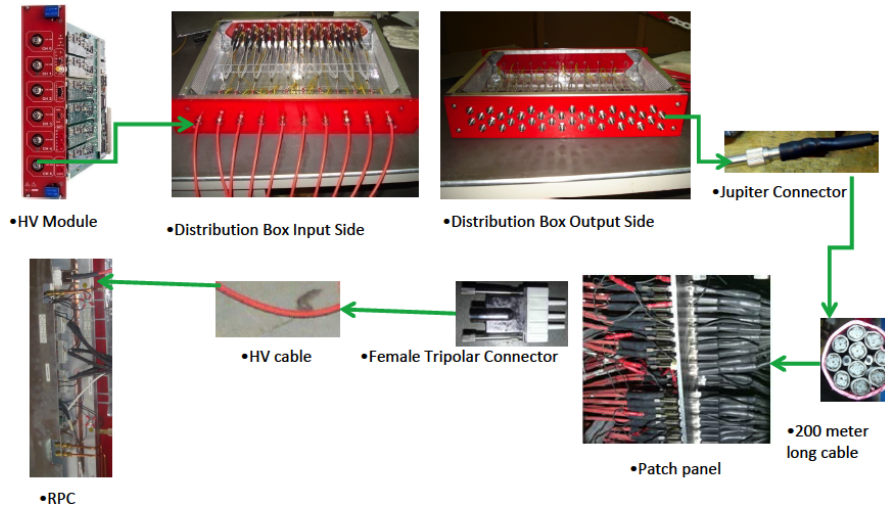 •HV Module
•Distribution Box Input Side
•Distribution Box Output Side
•Jupiter Connector
•HV cable
•Female Tripolar Connector
•200 meter
long cable
•Patch panel
•RPC